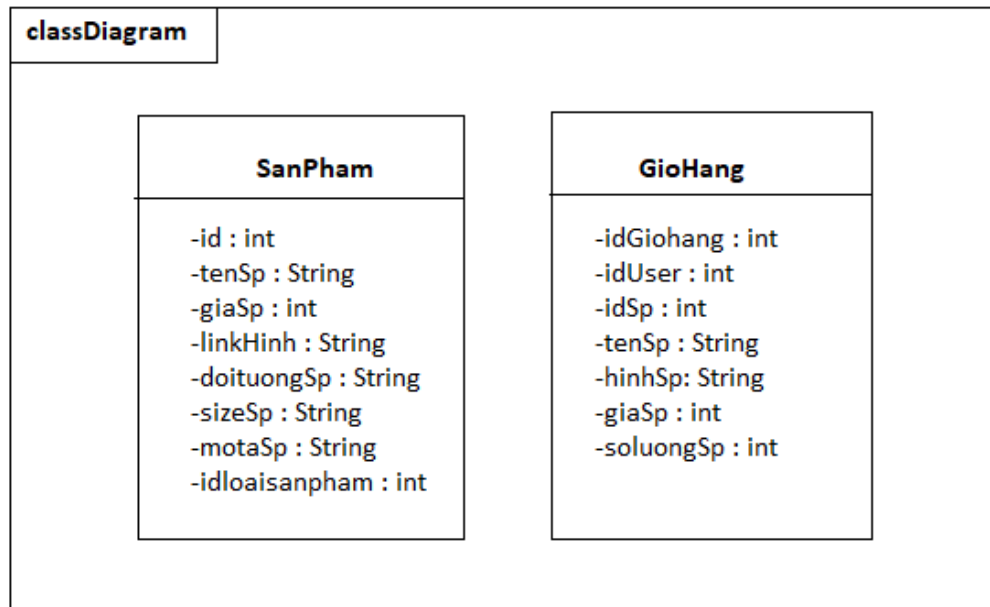 classDiagram
SanPham
-id : int
-tenSp : String
-giaSp : int
-linkHinh : String
-doituongSp : String
-sizeSp : String
-motaSp : String
-idloaisanpham : int
GioHang
-idGiohang : int
-idUser : int
-idSp : int
-tenSp : String
-hinhSp: String
-giaSp : int
-soluongSp : int